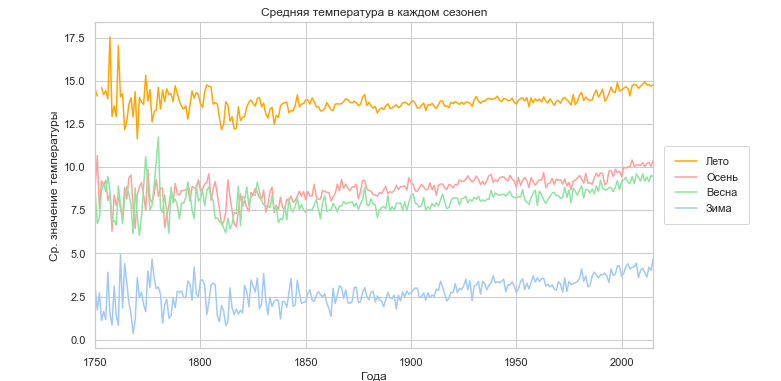 Средняя температура в каждом сезонеn
Ср. значение температуры
17.5
15.0
12.5
10.0
7.5
5.0
2.5
0.0
1750
1800
1850
1900
1950
2000
Года
Лето
Осень
Весна
Зима